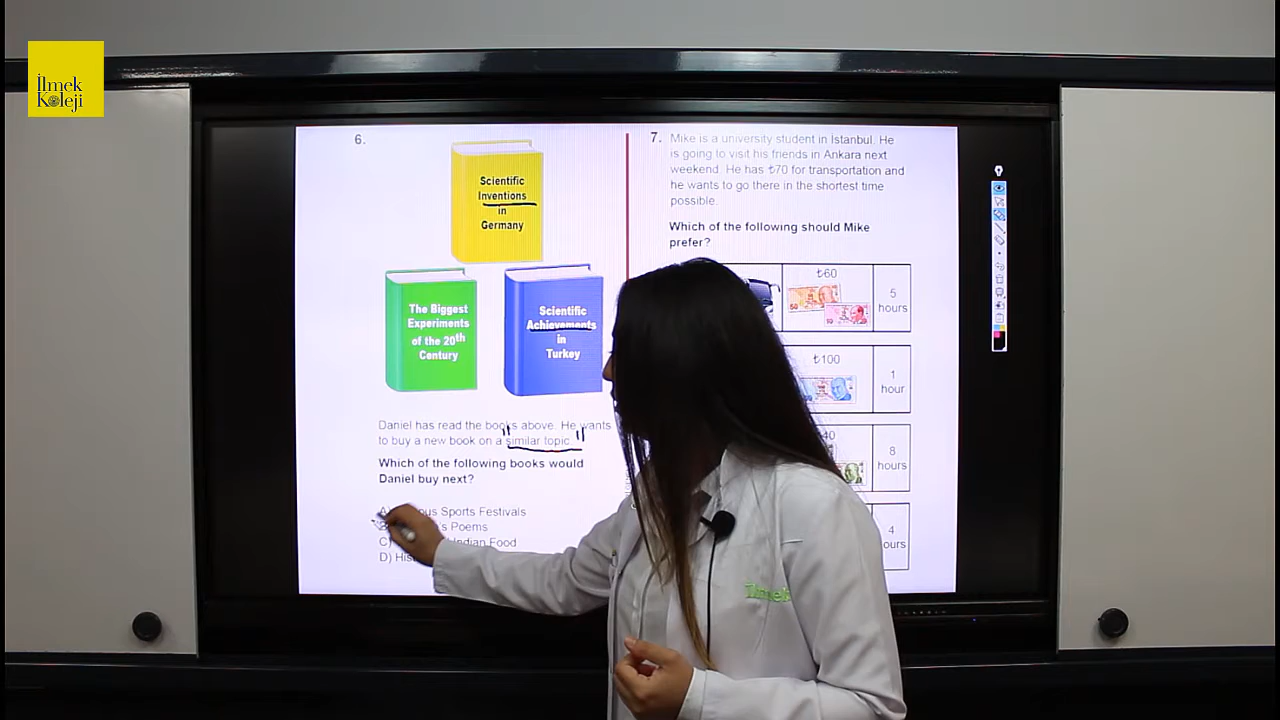 İlmek
Koleji
6.
Scientific
Inventions
in
Germany
The Biggest
Experiments
of the 20th
Century
Scientific
Achievements
in
Turkey
Daniel has read the books above. He wants
to buy a new book on a "similar topic."
Which of the following books would
Daniel buy next?
A) Sports Festivals
Poems
C) Indian Food
D)
7. Mike is a university student in İstanbul. He
is going to visit his friends in Ankara next
weekend. He has ₺70 for transportation and
he wants to go there in the shortest time
possible.
Which of the following should Mike
prefer?
₺60
5
hours
₺100
1
hour
40
8
hours
4
İlmek